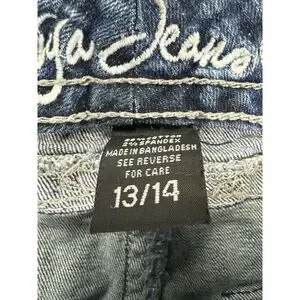 Jeans
2% SPANDEX
MADE IN BANGLADESH
SEE REVERSE
FOR CARE
13/14